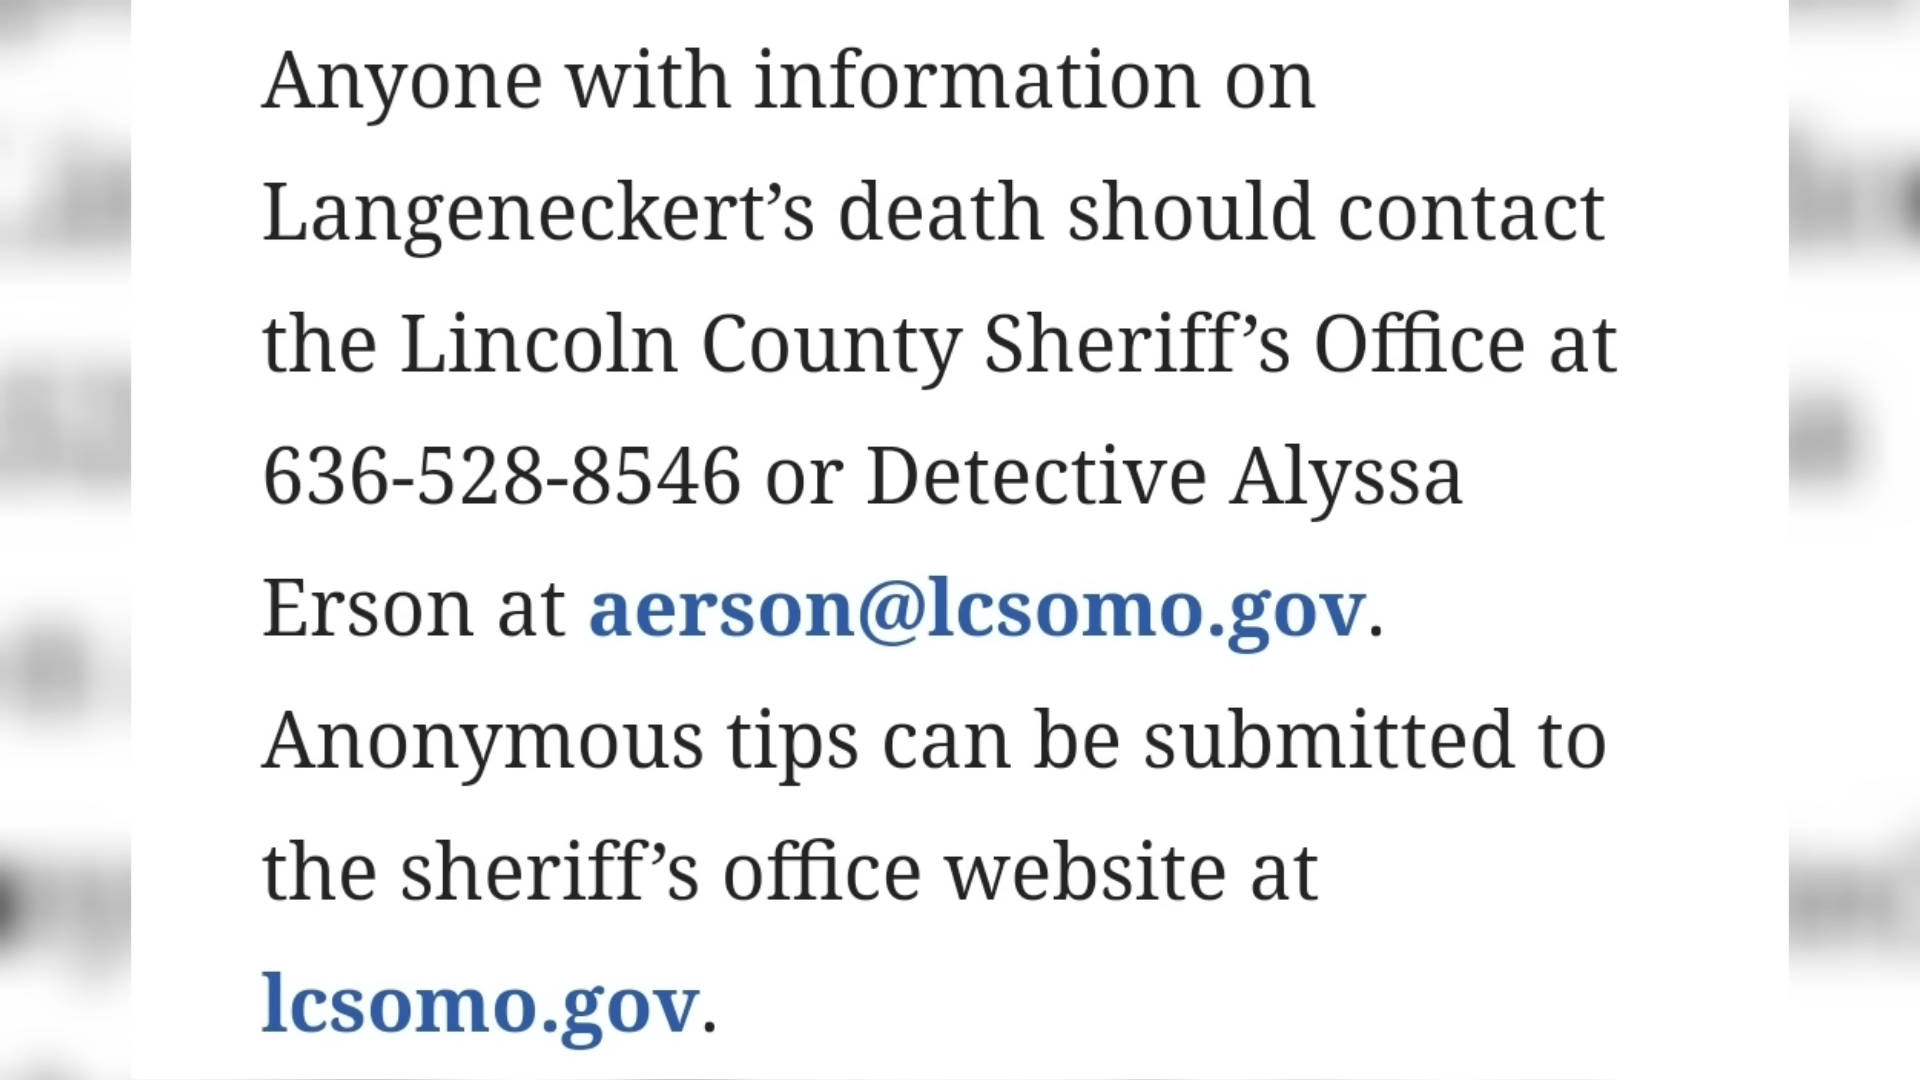 Anyone with information on
Langeneckert’s death should contact
the Lincoln County Sheriff’s Office at
636-528-8546 or Detective Alyssa
Erson at aerson@lcsomo.gov.
Anonymous tips can be submitted to
the sheriff’s office website at
lcsomo.gov.